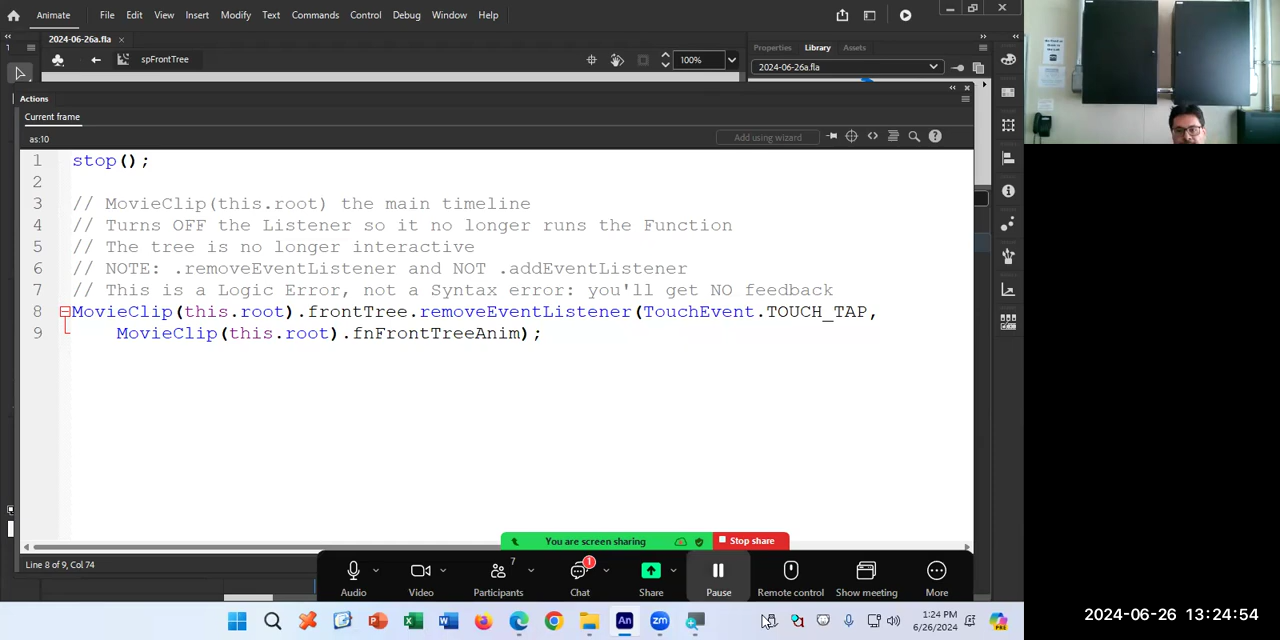 Animate File Edit View Insert Modify Text Commands Control Debug Window Help
2024-06-26a.fla
spFrontTree
100%
Properties Library Assets
2024-06-26a.fla
Actions
Current frame
as:10
Add using wizard
1 stop();
2
3 // MovieClip(this.root) the main timeline
4 // Turns OFF the Listener so it no longer runs the Function
5 // The tree is no longer interactive
6 // NOTE: .removeEventListener and NOT .addEventListener
7 // This is a Logic Error, not a Syntax error: you'll get NO feedback
8 MovieClip(this.root).frontTree.removeEventListener(TouchEvent.TOUCH_TAP,
9 MovieClip(this.root).fnFrontTreeAnim);
You are screen sharing Stop share
Line 8 of 9, Col 74
7
1
Audio Video Participants Chat Share Pause Remote control Show meeting More
1:24 PM
6/26/2024
2024-06-26 13:24:54